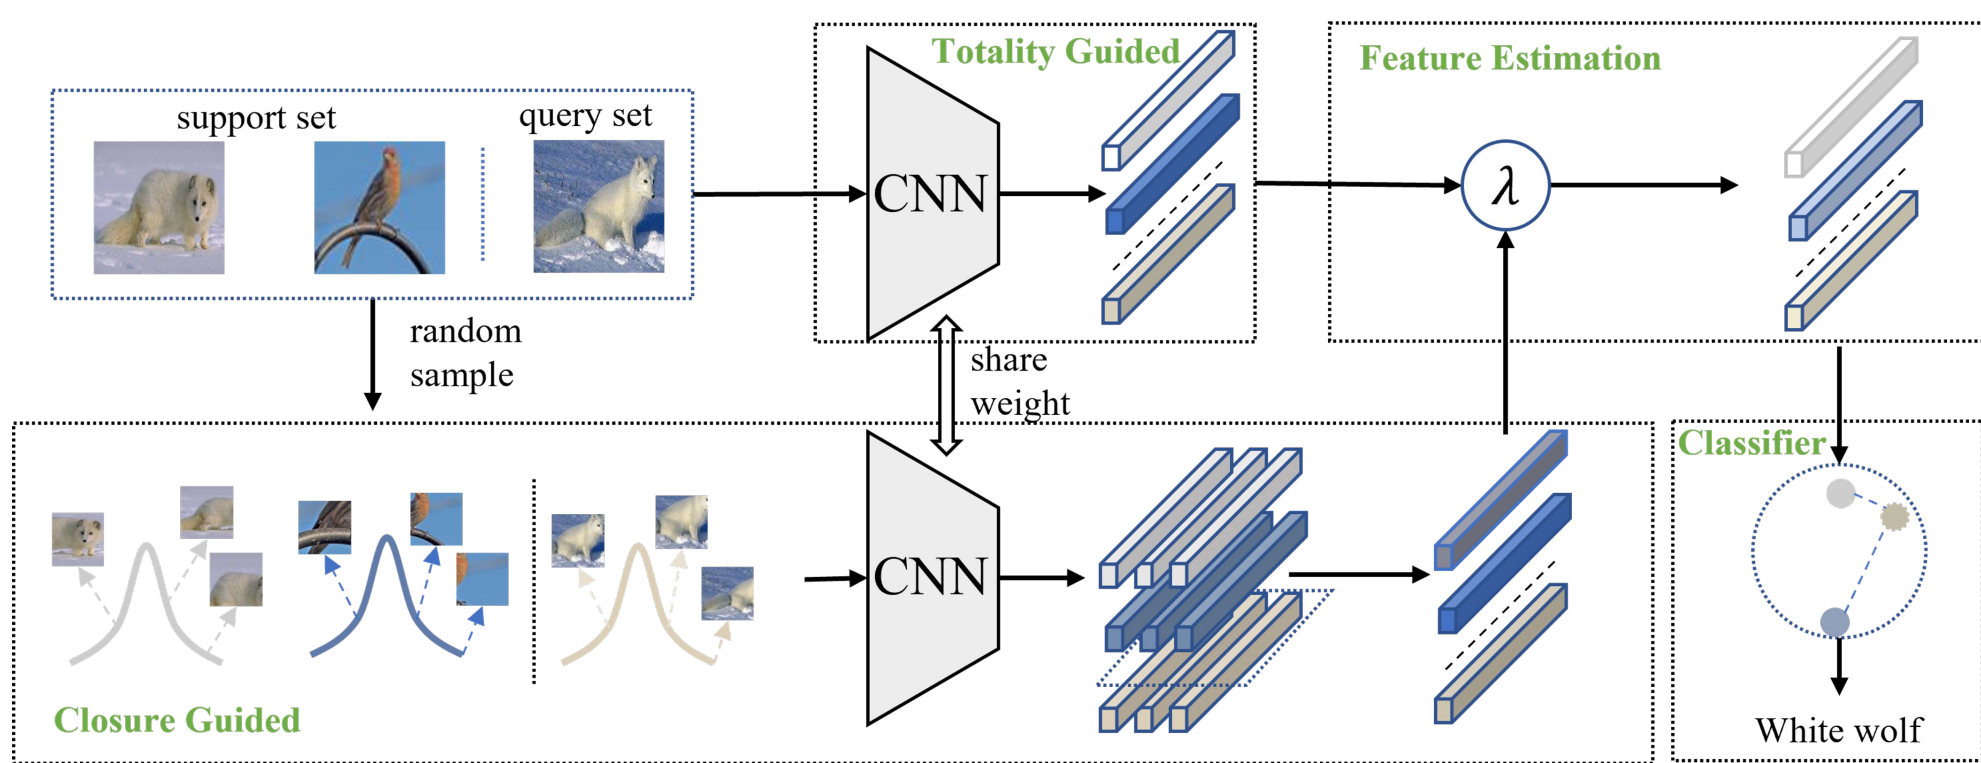 Totality Guided
Feature Estimation
support set
query set
CNN
λ
random
sample
share
weight
Classifier
CNN
Closure Guided
White wolf